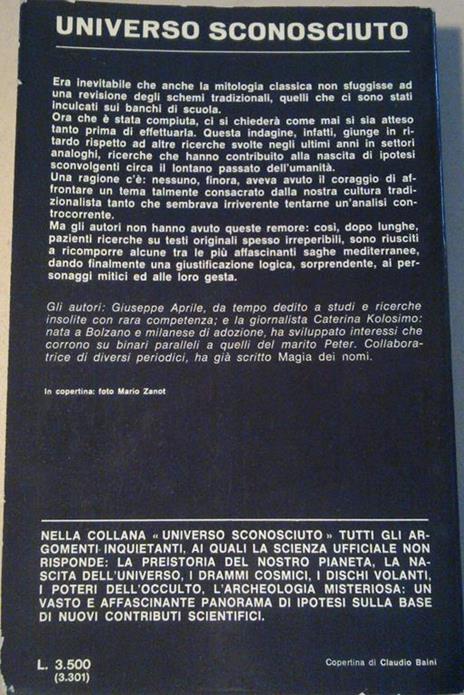 UNIVERSO SCONOSCIUTO
Era inevitabile che anche la mitologia classica non sfuggisse ad
una revisione degli schemi tradizionali, quelli che ci sono stati
inculcati sui banchi di scuola.
Ora che è stata compiuta, ci si chiederà come mai si sia atteso
tanto prima di effettuarla. Questa indagine, infatti, giunge in ri-
tardo rispetto ad altre ricerche svolte negli ultimi anni in settori
analoghi, ricerche che hanno contribuito alla nascita di ipotesi
sconvolgenti circa il lontano passato dell'umanità.
Una ragione c'è: nessuno, finora, aveva avuto il coraggio di af-
frontare un tema talmente consacrato dalla nostra cultura tradi-
zionalista tanto che sembrava irriverente tentarne un'analisi con-
trocorrente.
Ma gli autori non hanno avuto queste remore: così, dopo lunghe,
pazienti ricerche su testi originali spesso irreperibili, sono riusciti
a ricomporre alcune tra le più affascinanti saghe mediterranee,
dando finalmente una giustificazione logica, sorprendente, ai per-
sonaggi mitici ed alle loro gesta.
Gli autori: Giuseppe Aprile, da tempo dedito a studi e ricerche
insolite con rara competenza; e la giornalista Caterina Kolosimo:
nata a Bolzano e milanese di adozione, ha sviluppato interessi che
corrono su binari paralleli a quelli del marito Peter. Collabora-
trice di diversi periodici, ha già scritto Magia dei nomi.
In copertina: foto Mario Zanot
NELLA COLLANA « UNIVERSO SCONOSCIUTO » TUTTI GLI AR-
GOMENTI INQUIETANTI, AI QUALI LA SCIENZA UFFICIALE NON
RISPONDE: LA PREISTORIA DEL NOSTRO PIANETA, LA NA-
SCITA DELL'UNIVERSO, I DRAMMI COSMICI, I DISCHI VOLANTI,
I POTERI DELL'OCCULTO, L'ARCHEOLOGIA MISTERIOSA: UN
VASTO E AFFASCINANTE PANORAMA DI IPOTESI SULLA BASE
DI NUOVI CONTRIBUTI SCIENTIFICI.
L. 3.500
(3.301)
Copertina di Claudio Baini